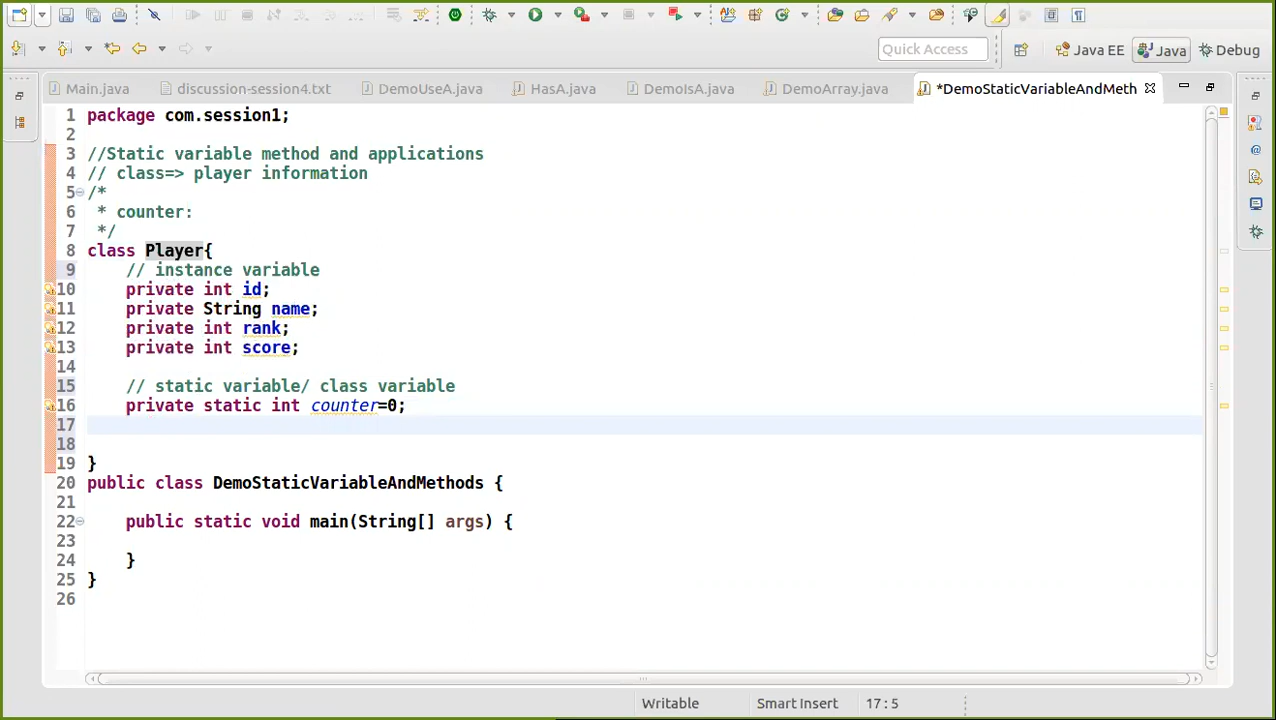 Quick Access
Java EE
Java
Debug
Main.java
discussion-session4.txt
DemoUseA.java
HasA.java
DemoIsA.java
DemoArray.java
*DemoStaticVariableAndMeth
1 package com.session1;
2
3 //Static variable method and applications
4 // class=> player information
5 /*
6 * counter:
7 */
8 class Player{
9 // instance variable
10 private int id;
11 private String name;
12 private int rank;
13 private int score;
14
15 // static variable/ class variable
16 private static int counter=0;
17
18
19 }
20 public class DemoStaticVariableAndMethods {
21
22 public static void main(String[] args) {
23
24 }
25 }
26
Writable
Smart Insert
17 : 5